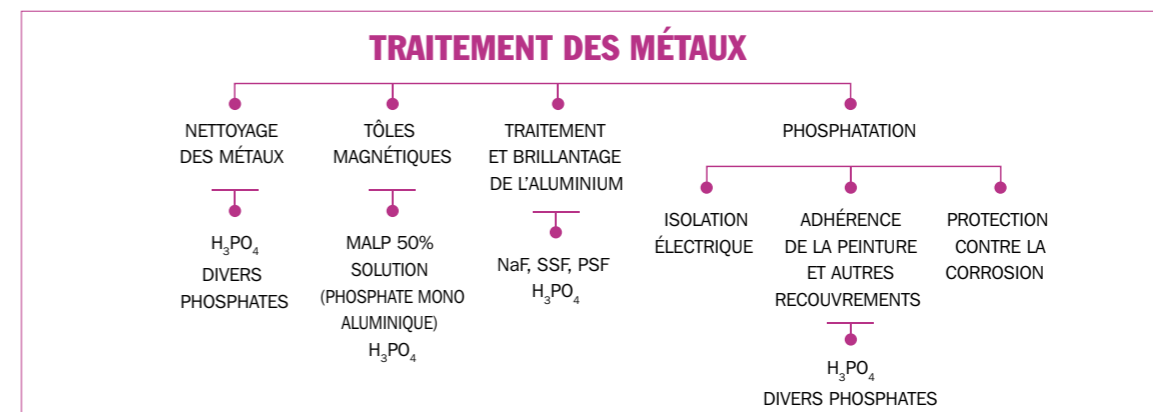 TRAITEMENT DES MÉTAUX
NETTOYAGE
DES MÉTAUX
H₃PO₄
DIVERS
PHOSPHATES
TÔLES
MAGNÉTIQUES
MALP 50%
SOLUTION
(PHOSPHATE MONO
ALUMINIQUE)
H₃PO₄
TRAITEMENT
ET BRILLANTAGE
DE L’ALUMINIUM
NaF, SSF, PSF
H₃PO₄
PHOSPHATATION
ISOLATION
ÉLECTRIQUE
ADHÉRENCE
DE LA PEINTURE
ET AUTRES
RECOUVREMENTS
H₃PO₄
DIVERS PHOSPHATES
PROTECTION
CONTRE LA
CORROSION